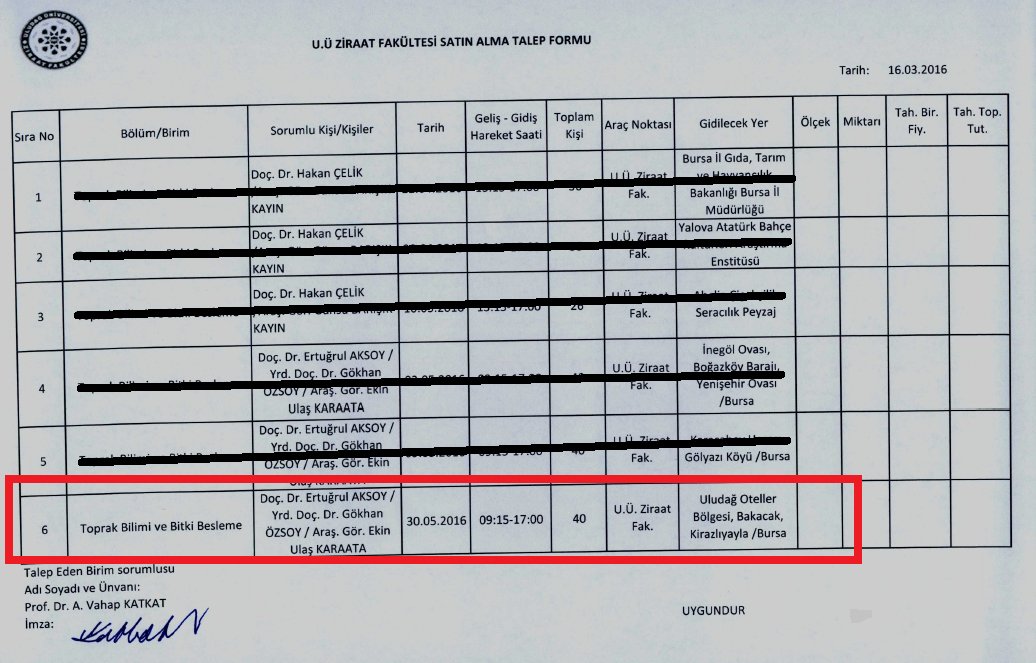 U.Ü ZİRAAT FAKÜLTESİ SATIN ALMA TALEP FORMU
Tarih: 16.03.2016
Sıra No Bölüm/Birim Sorumlu Kişi/Kişiler Tarih Geliş - Gidiş Hareket Saati Toplam Kişi Araç Noktası Gidilecek Yer Ölçek Miktarı Tah. Bir. Fiy. Tah. Top. Tut.
1
Doç. Dr. Hakan ÇELİK
KAYIN
U.Ü. Ziraat
Fak.
Bursa İl Gıda, Tarım
ve Hayvancılık
Bakanlığı Bursa İl
Müdürlüğü
2
Doç. Dr. Hakan ÇELİK
KAYIN
U.Ü. Ziraat
Fak.
Yalova Atatürk Bahçe
Enstitüsü
3
Doç. Dr. Hakan ÇELİK
KAYIN
U.Ü. Ziraat
Fak.
Seracılık Peyzaj
4
Doç. Dr. Ertuğrul AKSOY /
Yrd. Doç. Dr. Gökhan
ÖZSOY / Araş. Gör. Ekin
Ulaş KARAATA
U.Ü. Ziraat
Fak.
İnegöl Ovası,
Boğazköy Barajı,
Yenişehir Ovası
/Bursa
5
Doç. Dr. Ertuğrul AKSOY /
Yrd. Doç. Dr. Gökhan
ÖZSOY / Araş. Gör. Ekin
Ulaş KARAATA
U.Ü. Ziraat
Fak.
Gölyazı Köyü /Bursa
6
Toprak Bilimi ve Bitki Besleme
Doç. Dr. Ertuğrul AKSOY /
Yrd. Doç. Dr. Gökhan
ÖZSOY / Araş. Gör. Ekin
Ulaş KARAATA
30.05.2016
09:15-17:00
40
U.Ü. Ziraat
Fak.
Uludağ Oteller
Bölgesi, Bakacak,
Kirazlıyayla /Bursa
Talep Eden Birim sorumlusu
Adı Soyadı ve Ünvanı:
Prof. Dr. A. Vahap KATKAT
İmza:
UYGUNDUR